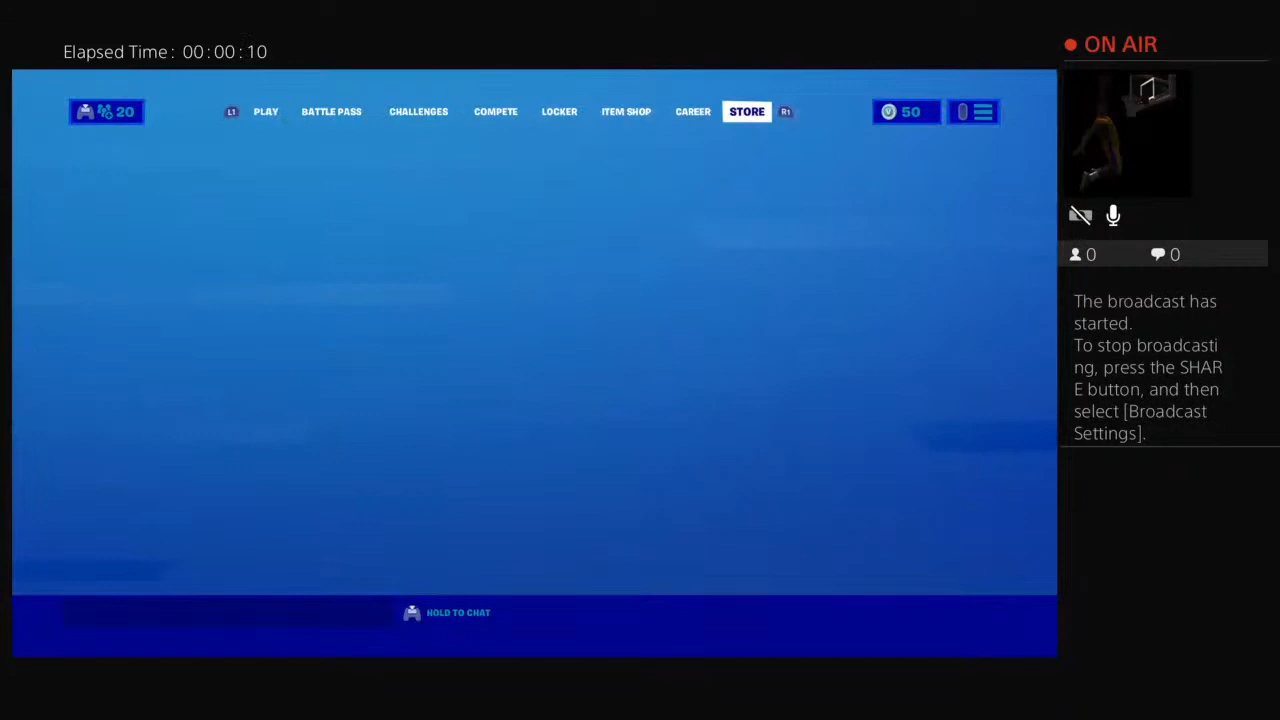 Elapsed Time: 00:00:10
ON AIR
20
L1 PLAY BATTLE PASS CHALLENGES COMPETE LOCKER ITEM SHOP CAREER STORE R1
50
0 0
The broadcast has
started.
To stop broadcasti
ng, press the SHAR
E button, and then
select [Broadcast
Settings].
HOLD TO CHAT